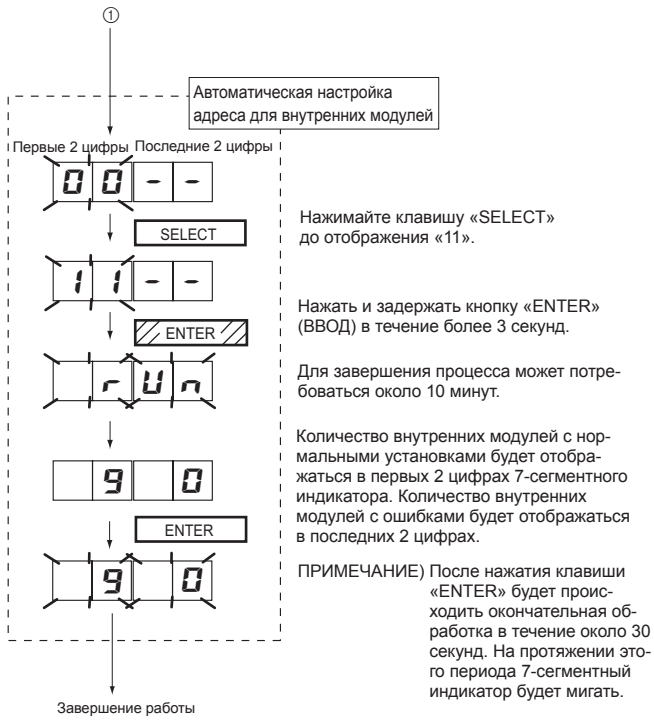 ①
Автоматическая настройка
адреса для внутренних модулей
Первые 2 цифры Последние 2 цифры
00--
SELECT
Нажимайте клавишу «SELECT»
до отображения «11».
11--
ENTER
Нажать и задержать кнопку «ENTER»
(ВВОД) в течение более 3 секунд.
rUn
Для завершения процесса может потре-
боваться около 10 минут.
9 0
Количество внутренних модулей с нор-
мальными установками будет отобра-
жаться в первых 2 цифрах 7-сегментного
индикатора. Количество внутренних
модулей с ошибками будет отображаться
в последних 2 цифрах.
ENTER
9 0
ПРИМЕЧАНИЕ) После нажатия клавиши
«ENTER» будет проис-
ходить окончательная об-
работка в течение около 30
секунд. На протяжении это-
го периода 7-сегментный
индикатор будет мигать.
Завершение работы